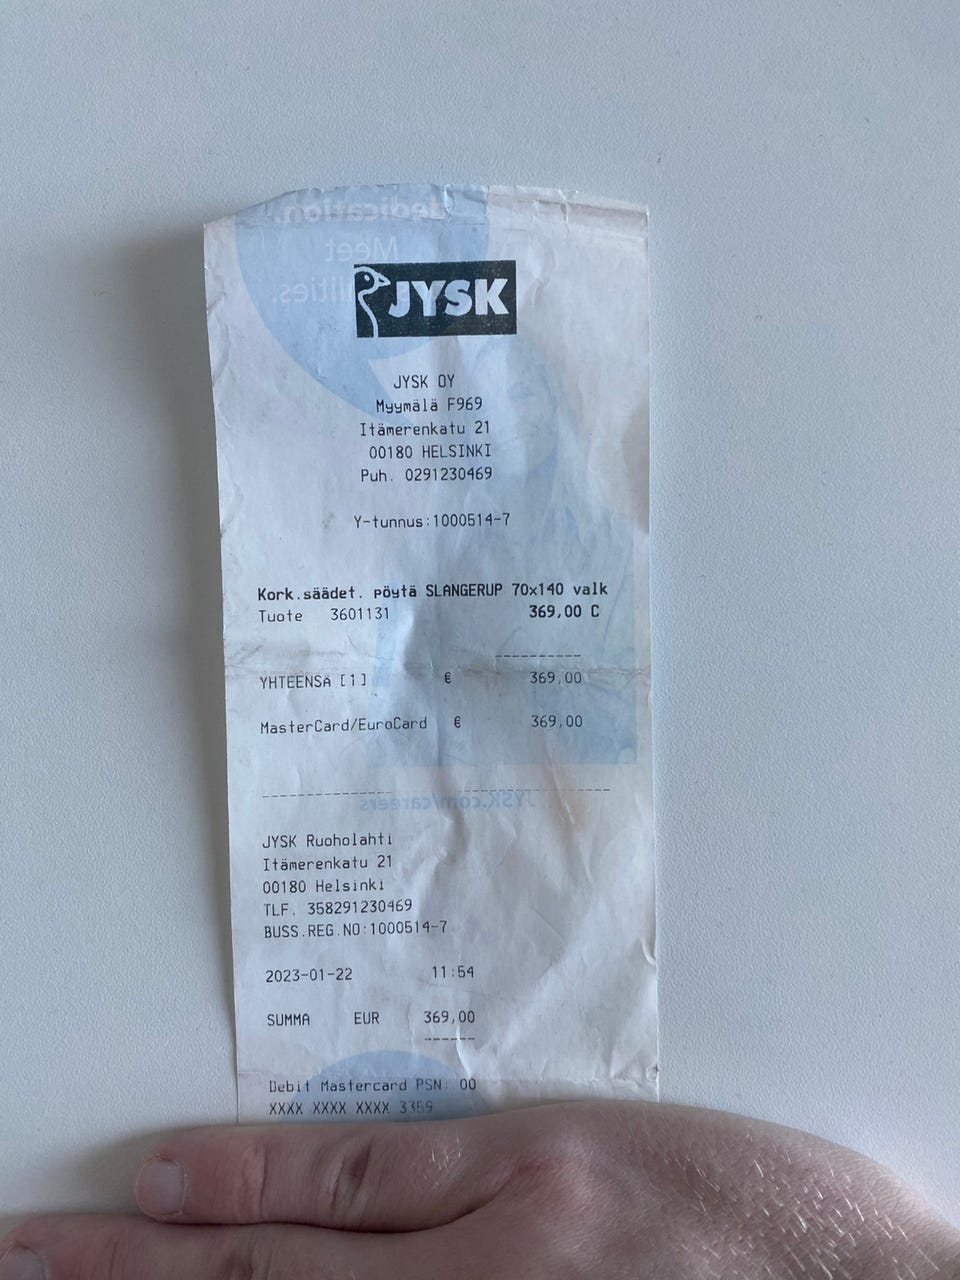 JYSK
JYSK OY
Myymälä F969
Itämerenkatu 21
00180 HELSINKI
Puh. 0291230469
Y-tunnus:1000514-7
Kork.säädet. pöytä SLANGERUP 70x140 valk
Tuote 3601131 369,00 C
YHTEENSÄ [1] € 369,00
MasterCard/EuroCard € 369,00
JYSK.com/careers
JYSK Ruoholahti
Itämerenkatu 21
00180 Helsinki
TLF. 358291230469
BUSS.REG.NO:1000514-7
2023-01-22 11:54
SUMMA EUR 369,00
Debit Mastercard PSN: 00
XXXX XXXX XXXX 3359